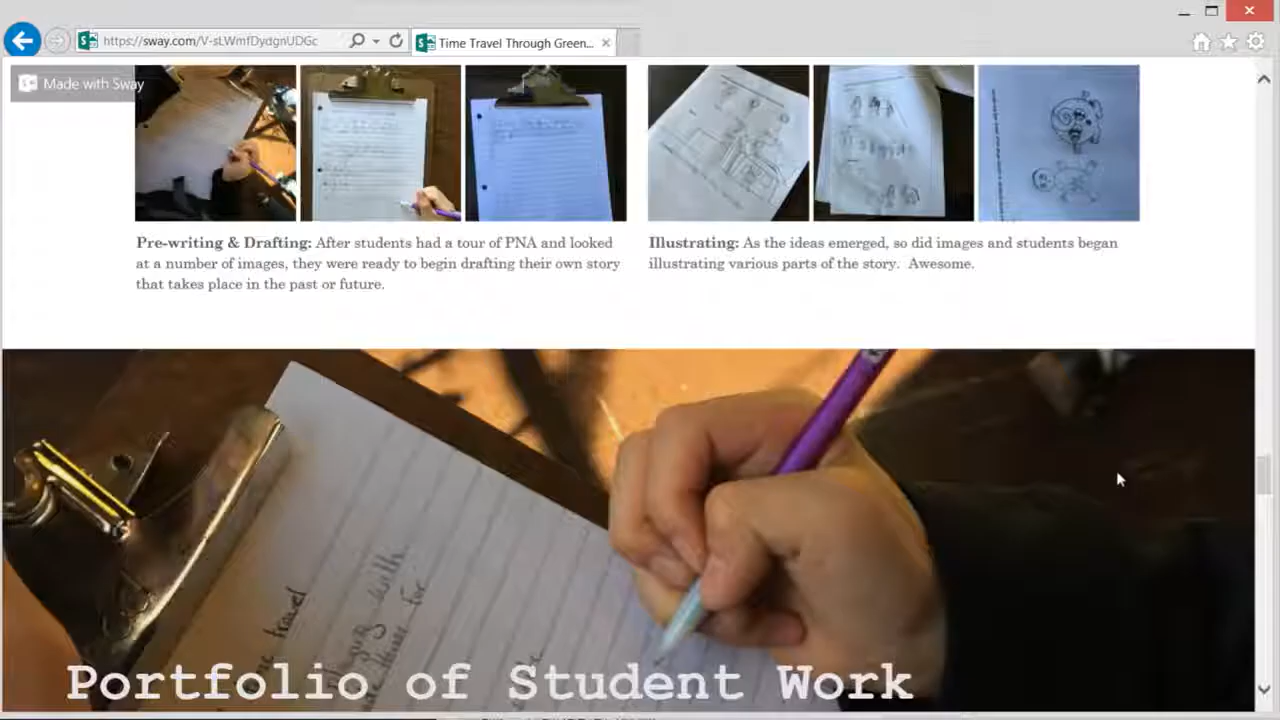 https://sway.com/V-sLWmfDydgnUDGc
Time Travel Through Green...
Made with Sway
Pre-writing & Drafting: After students had a tour of PNA and looked
at a number of images, they were ready to begin drafting their own story
that takes place in the past or future.
Illustrating: As the ideas emerged, so did images and students began
illustrating various parts of the story. Awesome.
travel
for
Portfolio of Student Work